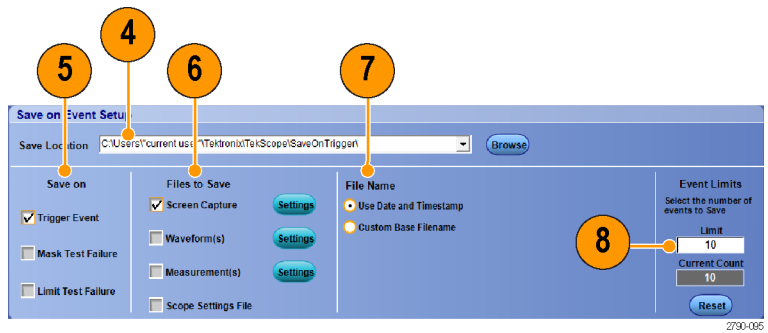 4
5
6
7
Save on Event Setup
Save Location C:\Users\"current user"\Tektronix\TekScope\SaveOnTrigger\ Browse
Save on
Trigger Event
Mask Test Failure
Limit Test Failure
Files to Save
Screen Capture Settings
Waveform(s) Settings
Measurement(s) Settings
Scope Settings File
File Name
Use Date and Timestamp
Custom Base Filename
8
Event Limits
Select the number of
events to Save
Limit
10
Current Count
10
Reset
2790-095